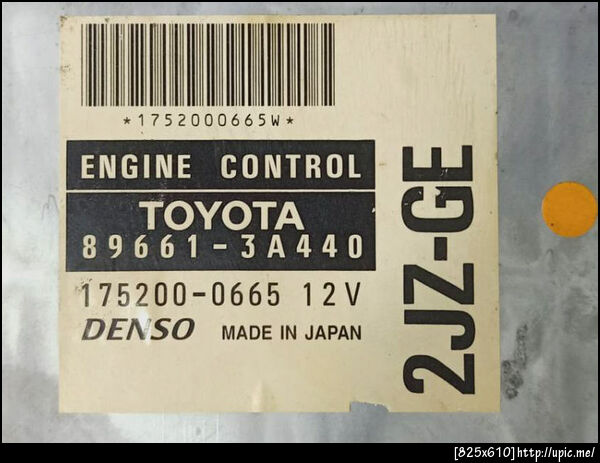 *1752000665W*
ENGINE CONTROL
TOYOTA
89661-3A440
175200-0665 12V
DENSO MADE IN JAPAN
2JZ-GE
[825x610]http://upic.me/